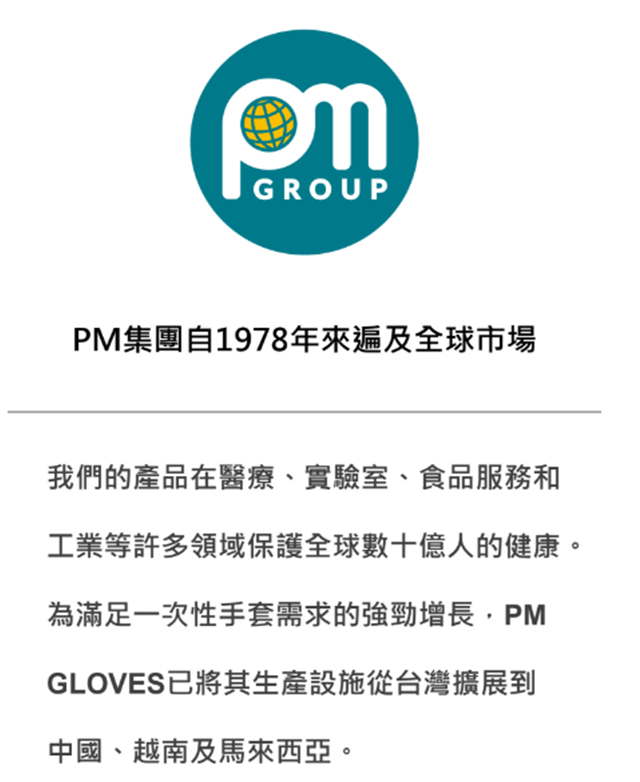 pm
GROUP
PM集團自1978年來遍及全球市場
我們的產品在醫療、實驗室、食品服務和
工業等許多領域保護全球數十億人的健康。
為滿足一次性手套需求的強勁增長，PM
GLOVES已將其生產設施從台灣擴展到
中國、越南及馬來西亞。